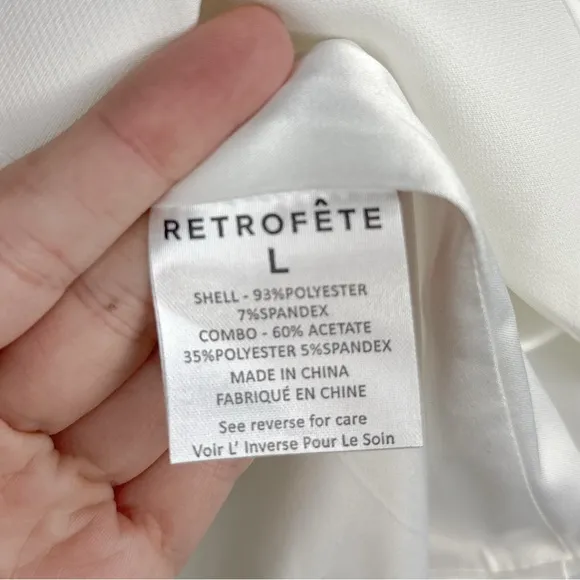 RETROFÊTE
L
SHELL - 93%POLYESTER
7%SPANDEX
COMBO - 60% ACETATE
35%POLYESTER 5%SPANDEX
MADE IN CHINA
FABRIQUÉ EN CHINE
See reverse for care
Voir L' Inverse Pour Le Soin